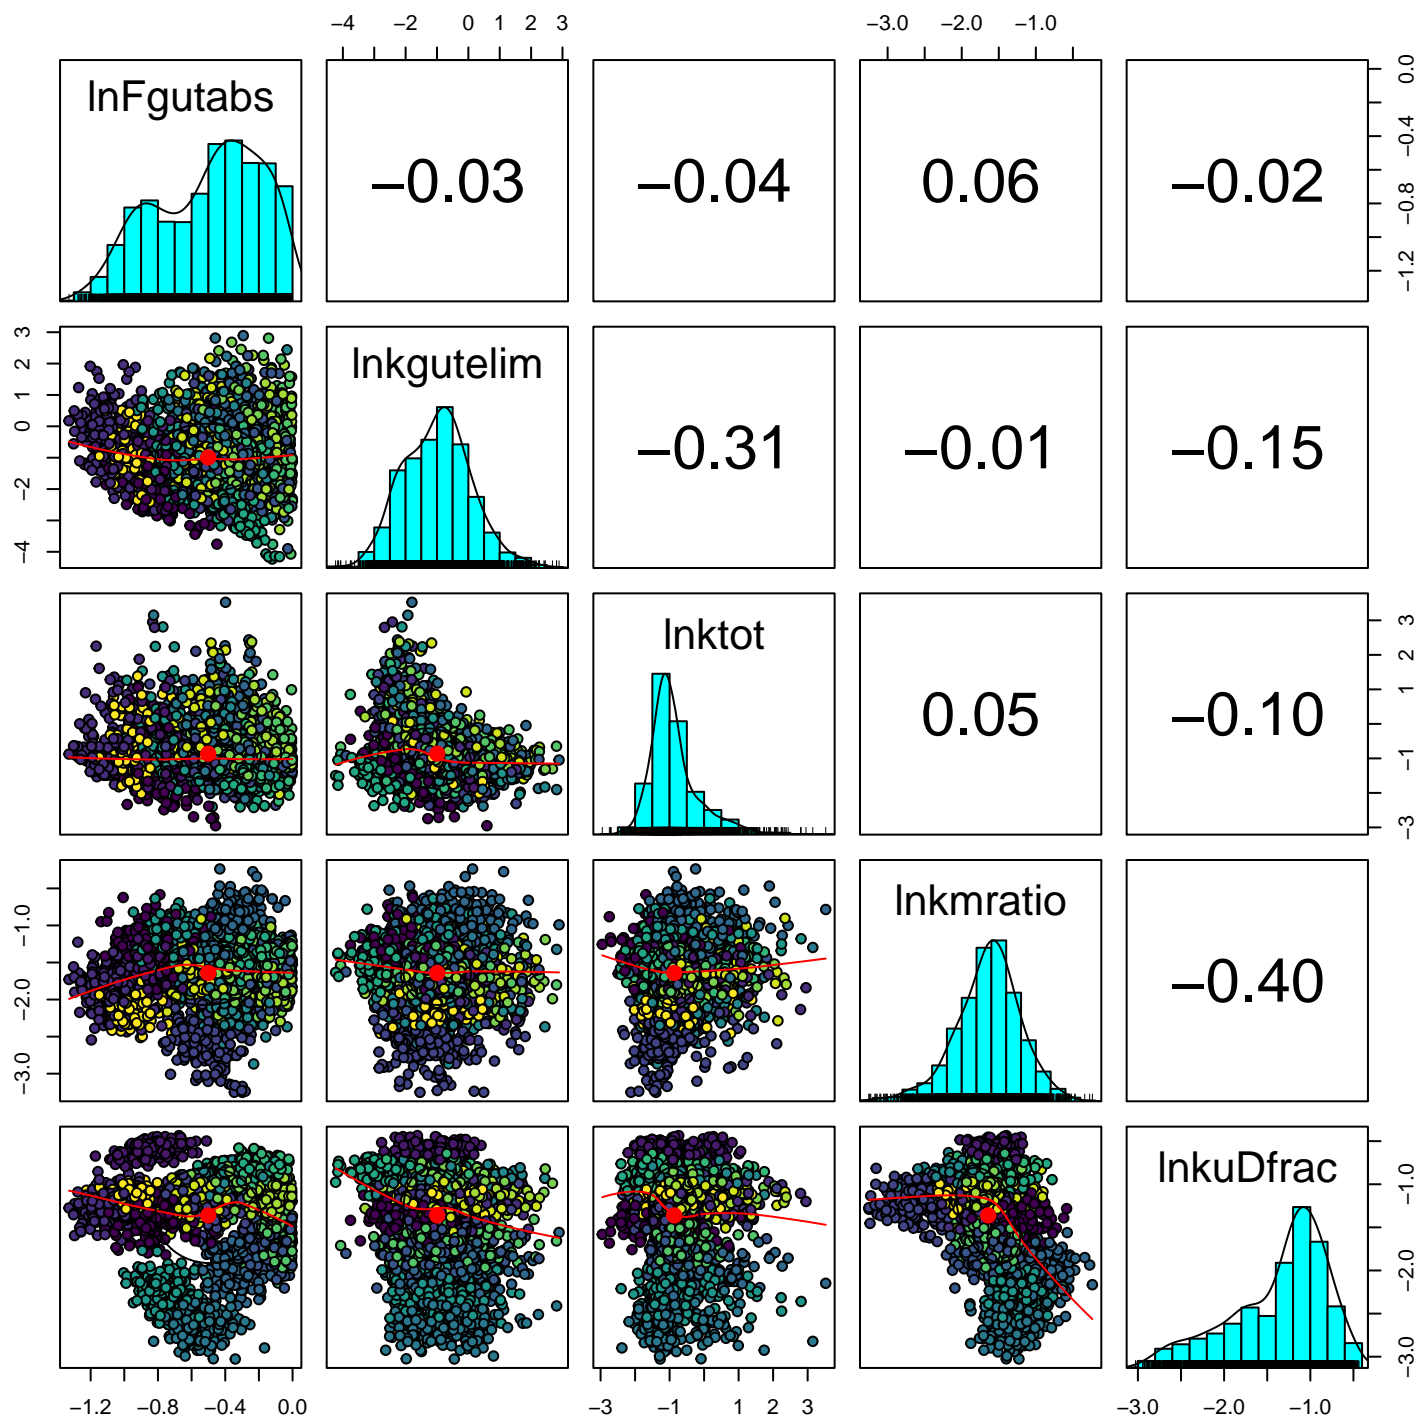 −4 −2 0 1 2 3 −3.0 −2.0 −1.0
lnFgutabs −0.03 −0.04 0.06 −0.02
0.0 −0.4 −0.8 −1.2
3 2 1 0 −2 −4
lnkgutelim −0.31 −0.01 −0.15
lnktot 0.05 −0.10
3 2 1 −1 −3
−1.0 −2.0 −3.0
lnkmratio −0.40
lnkuDfrac
−1.0 −2.0 −3.0
−1.2 −0.8 −0.4 0.0 −3 −1 1 2 3 −3.0 −2.0 −1.0